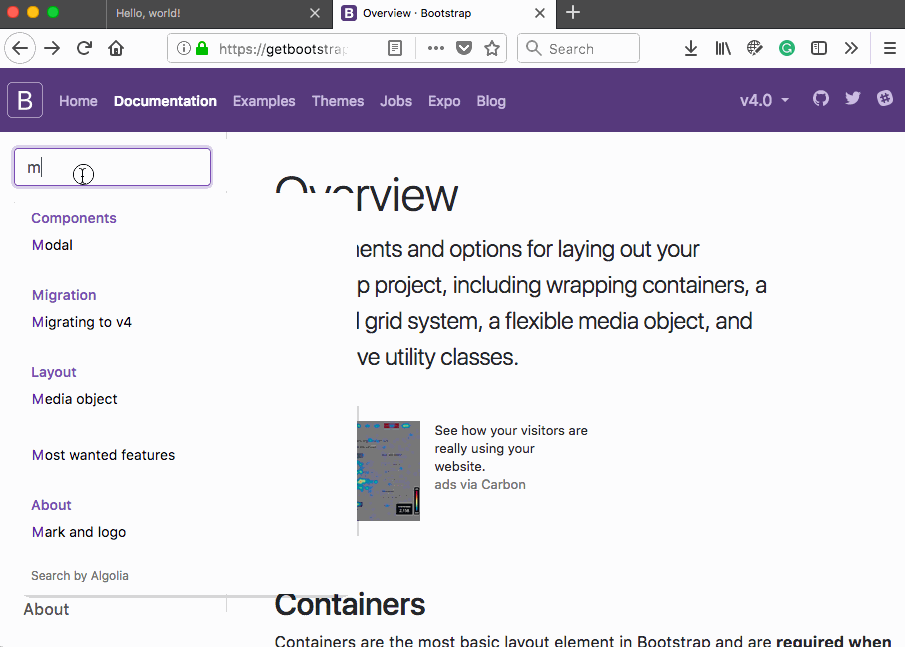 Hello, world!
Overview · Bootstrap
https://getbootstrap
Search
B
Home Documentation Examples Themes Jobs Expo Blog
v4.0
m
Components
Modal
Migration
Migrating to v4
Layout
Media object
Most wanted features
About
Mark and logo
Search by Algolia
About
Overview
ents and options for laying out your
p project, including wrapping containers, a
grid system, a flexible media object, and
ve utility classes.
See how your visitors are
really using your
website.
ads via Carbon
Containers
Containers are the most basic layout element in Bootstrap and are required when